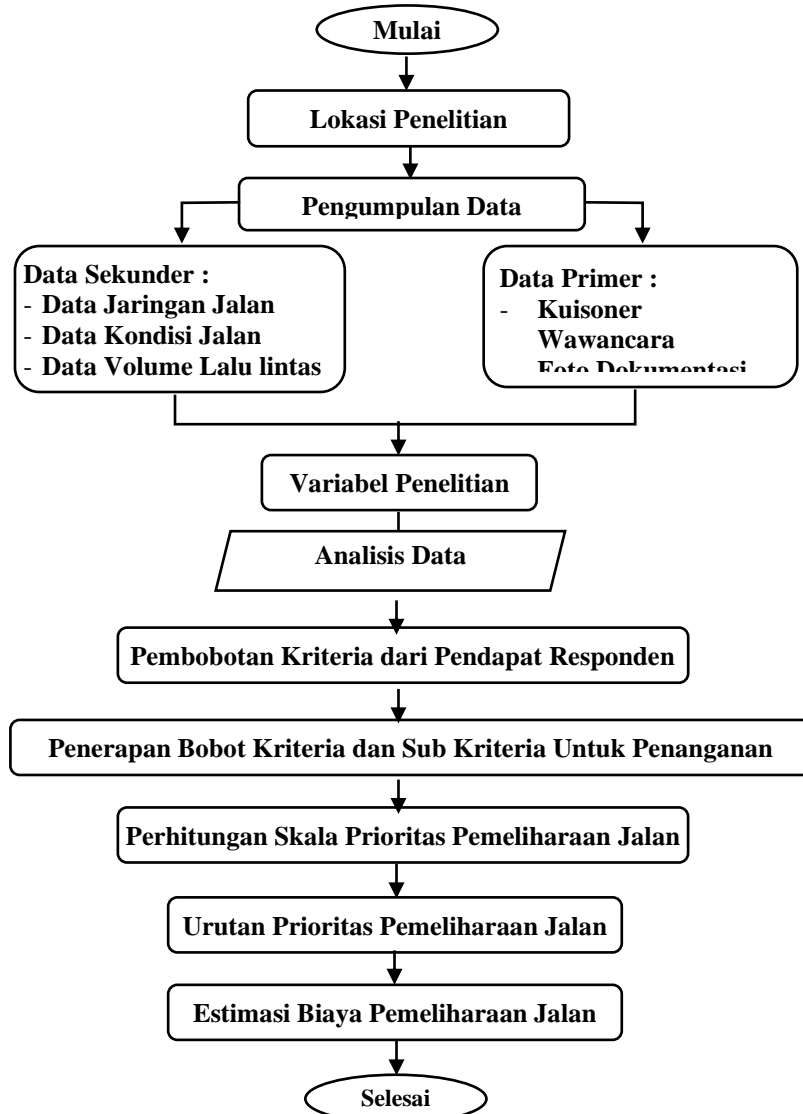 Mulai
Lokasi Penelitian
Pengumpulan Data
Data Sekunder :
- Data Jaringan Jalan
- Data Kondisi Jalan
- Data Volume Lalu lintas
Data Primer :
- Kuisoner
Wawancara
Foto Dokumentasi
Variabel Penelitian
Analisis Data
Pembobotan Kriteria dari Pendapat Responden
Penerapan Bobot Kriteria dan Sub Kriteria Untuk Penanganan
Perhitungan Skala Prioritas Pemeliharaan Jalan
Urutan Prioritas Pemeliharaan Jalan
Estimasi Biaya Pemeliharaan Jalan
Selesai